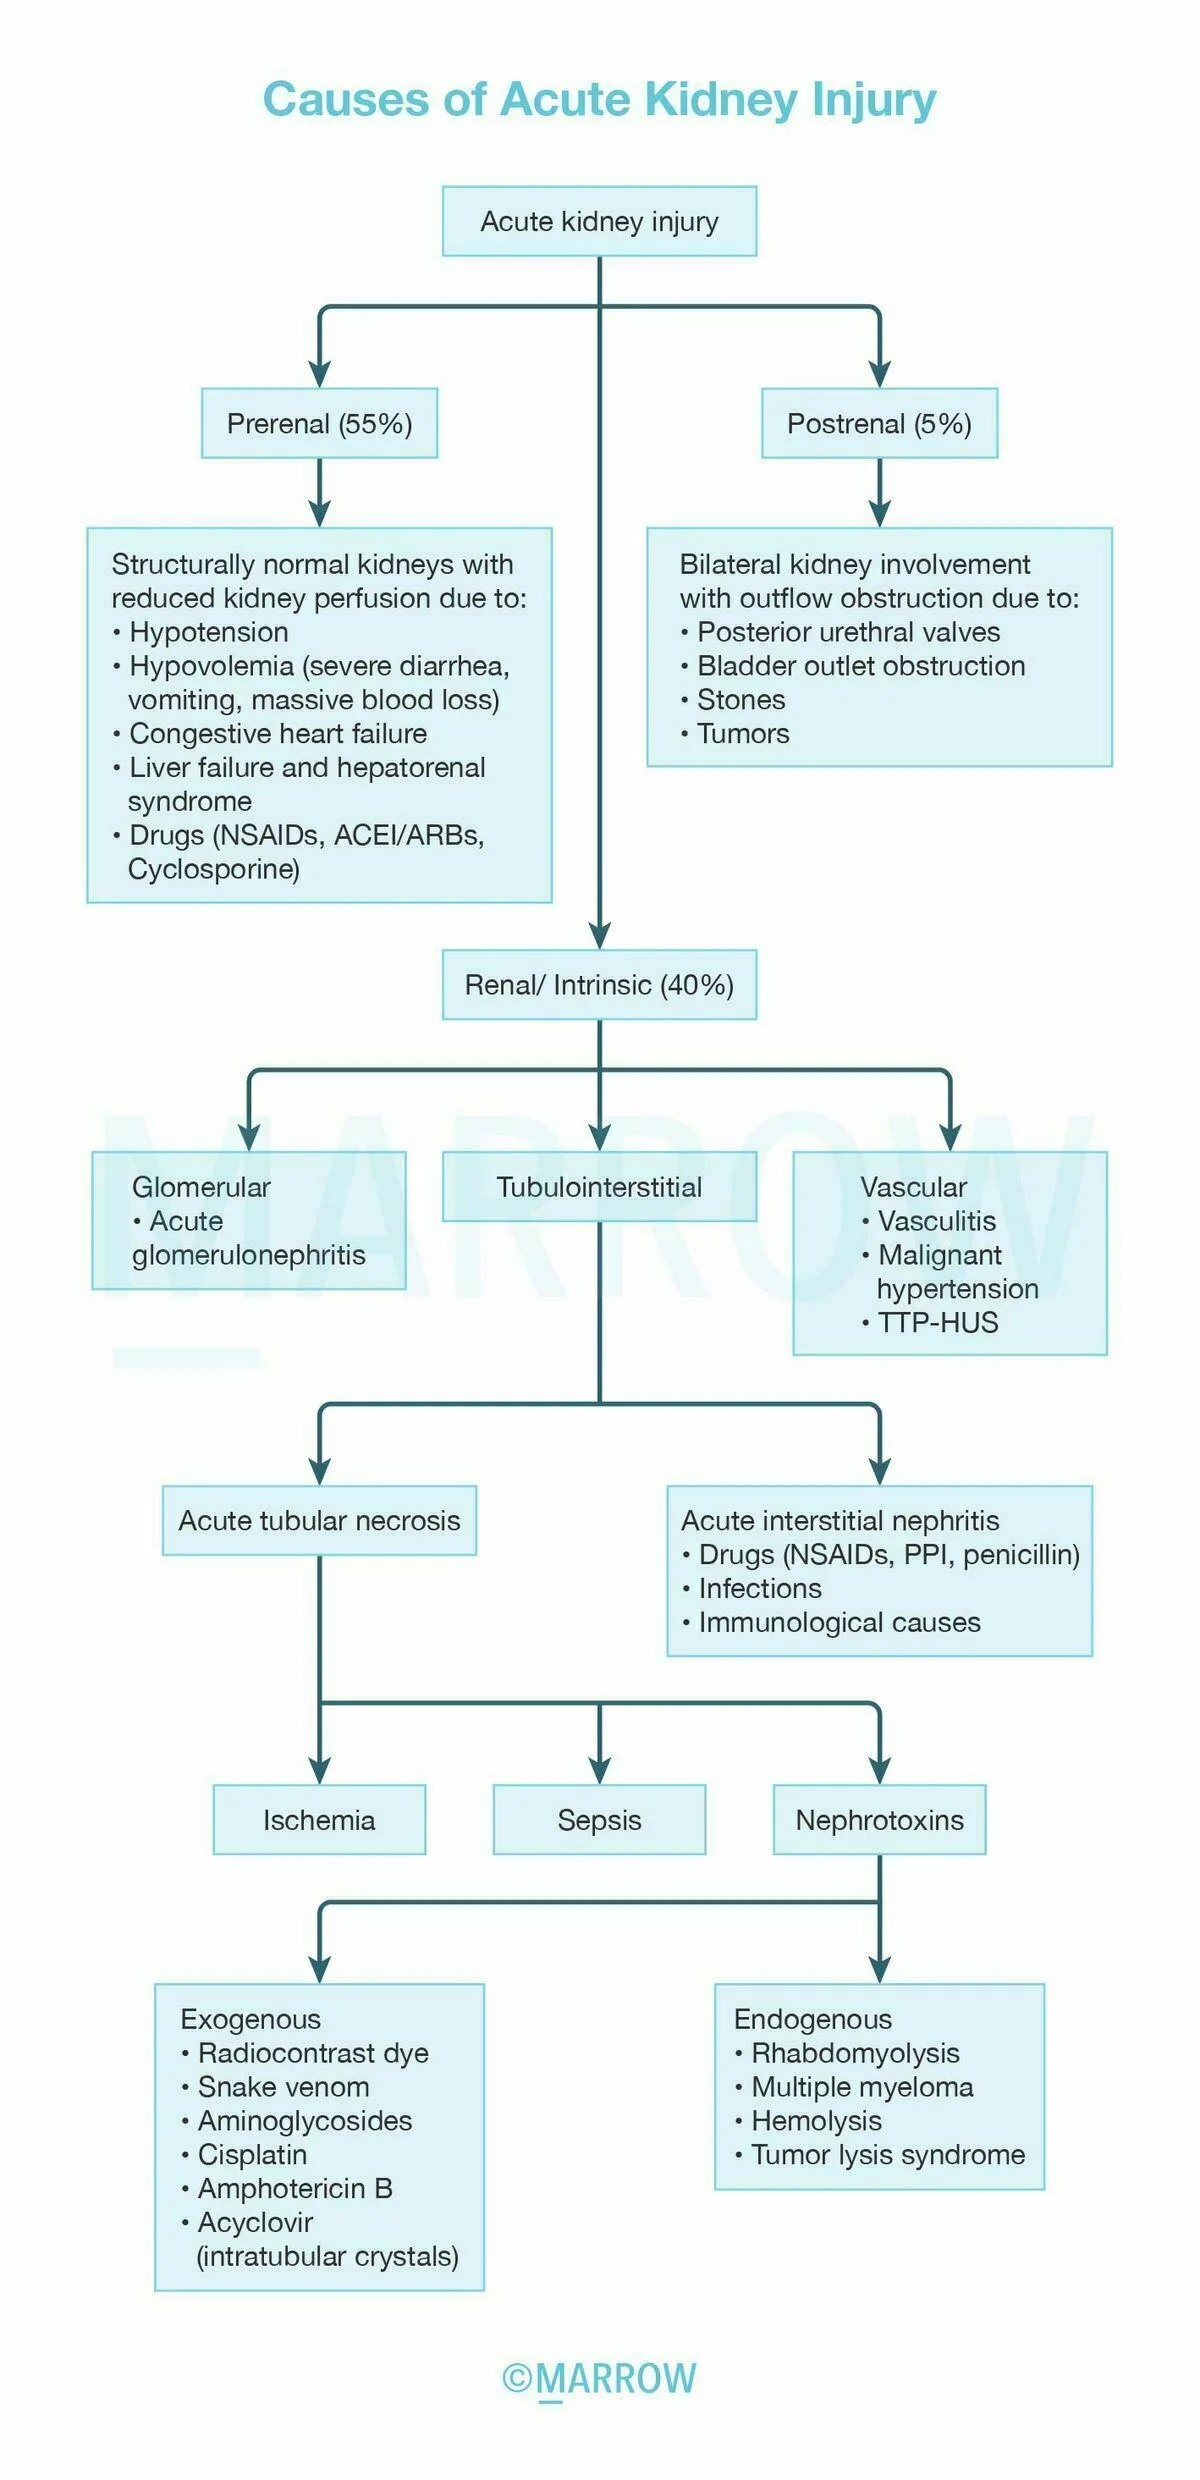 Causes of Acute Kidney Injury
Acute kidney injury
Prerenal (55%)
Postrenal (5%)
Structurally normal kidneys with
reduced kidney perfusion due to:
• Hypotension
• Hypovolemia (severe diarrhea,
vomiting, massive blood loss)
• Congestive heart failure
• Liver failure and hepatorenal
syndrome
• Drugs (NSAIDs, ACEI/ARBs,
Cyclosporine)
Bilateral kidney involvement
with outflow obstruction due to:
• Posterior urethral valves
• Bladder outlet obstruction
• Stones
• Tumors
Renal/ Intrinsic (40%)
MARROW
Glomerular
• Acute
glomerulonephritis
Tubulointerstitial
Vascular
• Vasculitis
• Malignant
hypertension
• TTP-HUS
Acute tubular necrosis
Acute interstitial nephritis
• Drugs (NSAIDs, PPI, penicillin)
• Infections
• Immunological causes
Ischemia
Sepsis
Nephrotoxins
Exogenous
• Radiocontrast dye
• Snake venom
• Aminoglycosides
• Cisplatin
• Amphotericin B
• Acyclovir
(intratubular crystals)
Endogenous
• Rhabdomyolysis
• Multiple myeloma
• Hemolysis
• Tumor lysis syndrome
©MARROW